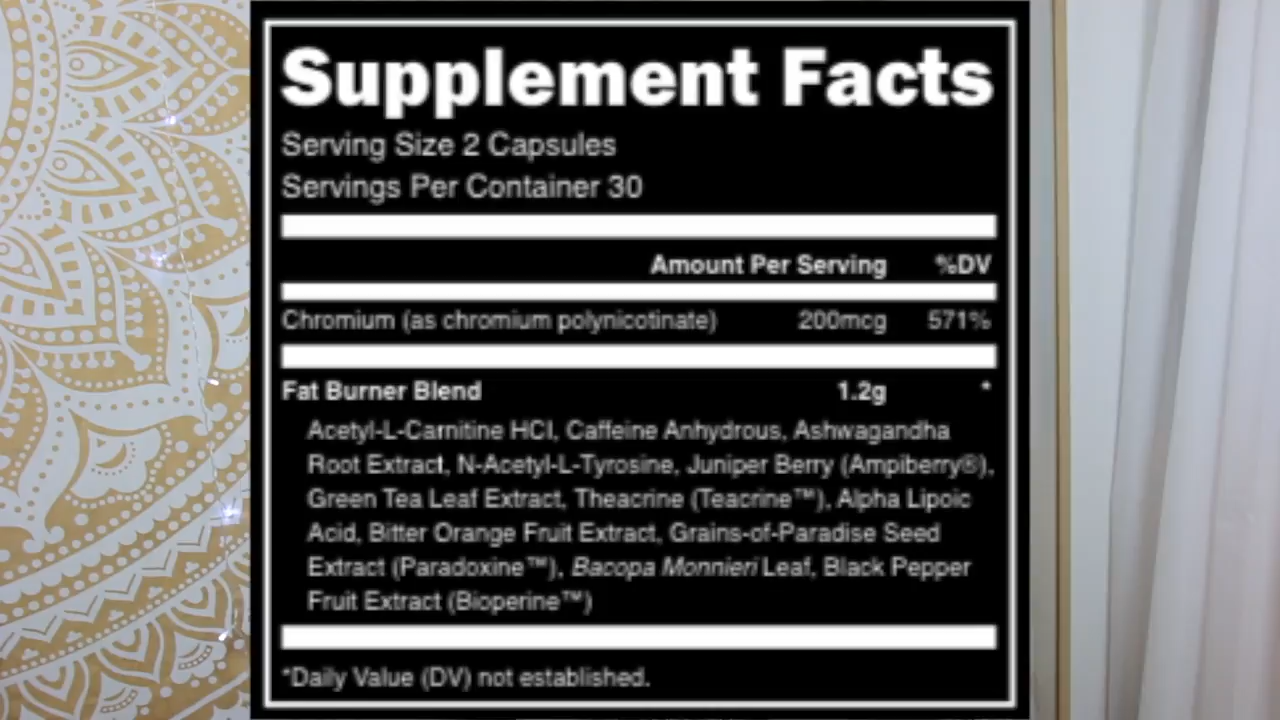 Supplement Facts
Serving Size 2 Capsules
Servings Per Container 30
Amount Per Serving %DV
Chromium (as chromium polynicotinate) 200mcg 571%
Fat Burner Blend 1.2g *
Acetyl-L-Carnitine HCl, Caffeine Anhydrous, Ashwagandha
Root Extract, N-Acetyl-L-Tyrosine, Juniper Berry (Ampiberry®),
Green Tea Leaf Extract, Theacrine (Teacrine™), Alpha Lipoic
Acid, Bitter Orange Fruit Extract, Grains-of-Paradise Seed
Extract (Paradoxine™), Bacopa Monnieri Leaf, Black Pepper
Fruit Extract (Bioperine™)
*Daily Value (DV) not established.